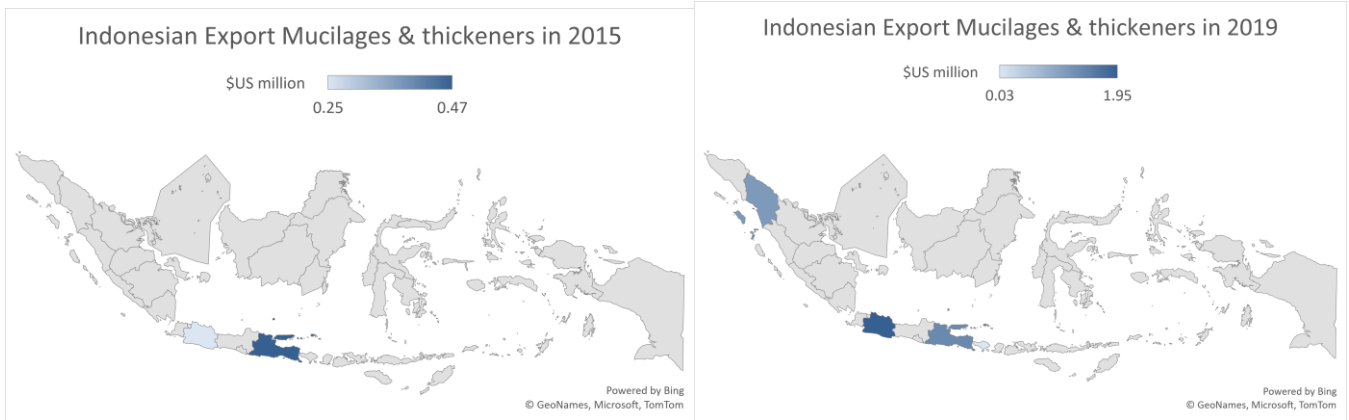 Indonesian Export Mucilages & thickeners in 2015
$US million
0.25 0.47
Powered by Bing
© GeoNames, Microsoft, TomTom
Indonesian Export Mucilages & thickeners in 2019
$US million
0.03 1.95
Powered by Bing
© GeoNames, Microsoft, TomTom